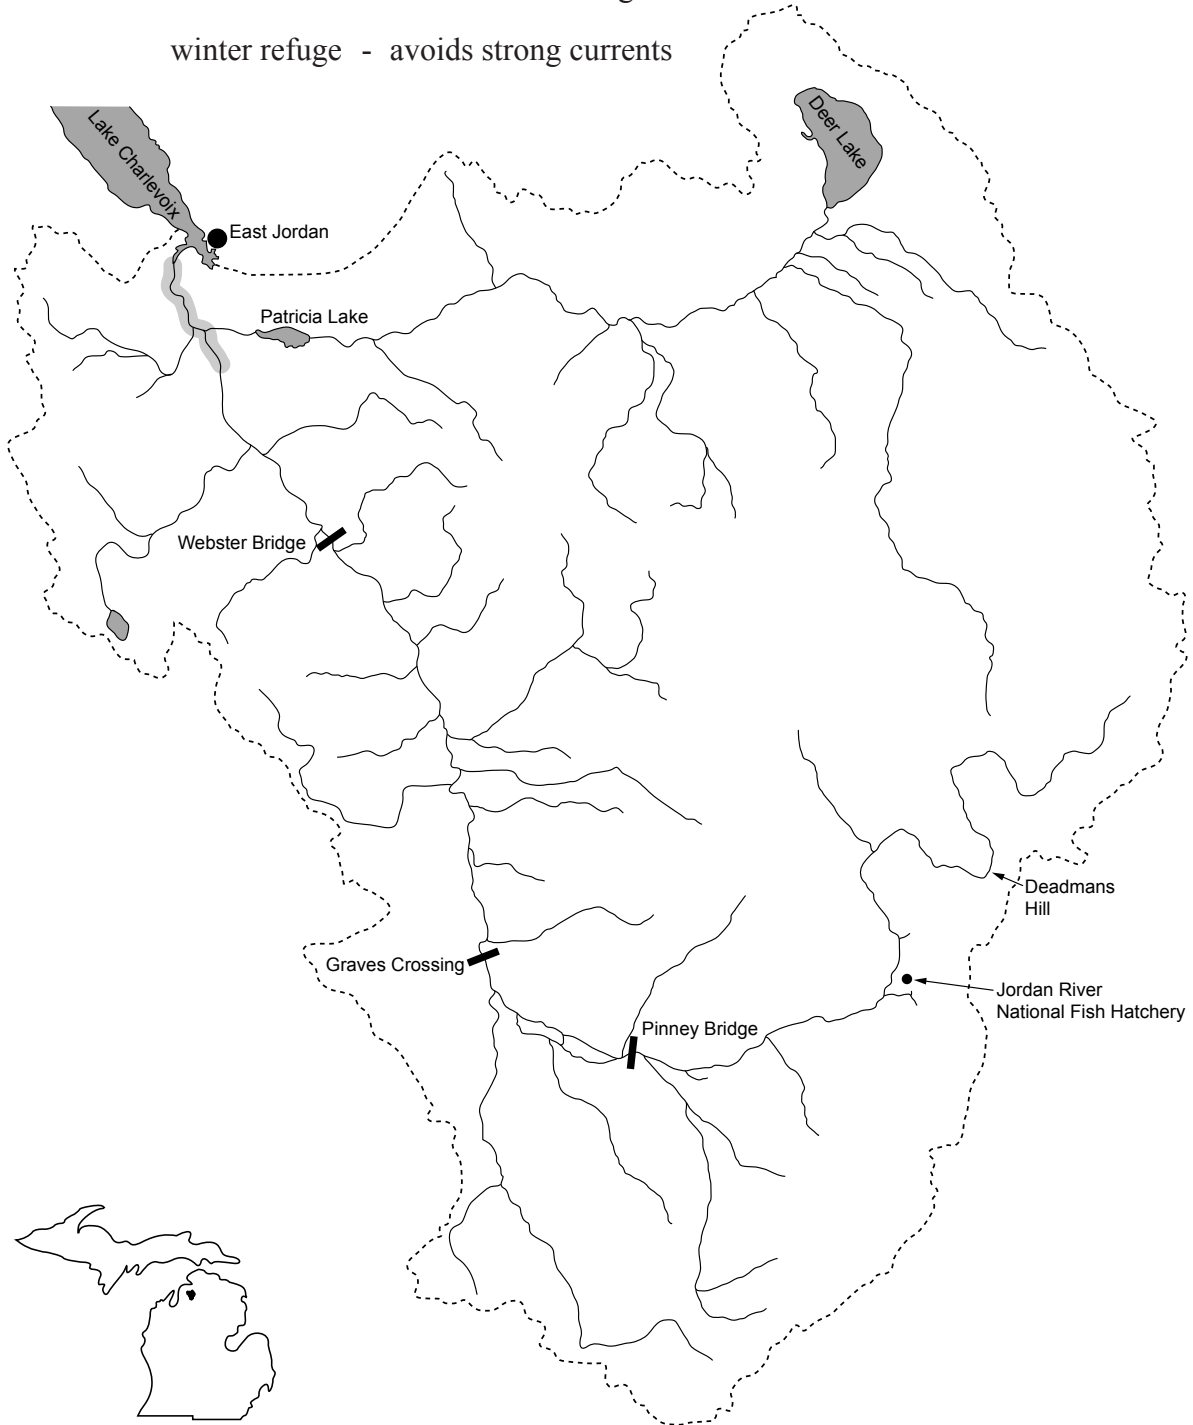 winter refuge - avoids strong currents
Deer Lake
Lake Charlevoix
East Jordan
Patricia Lake
Webster Bridge
Deadmans
Hill
Graves Crossing
Jordan River
National Fish Hatchery
Pinney Bridge